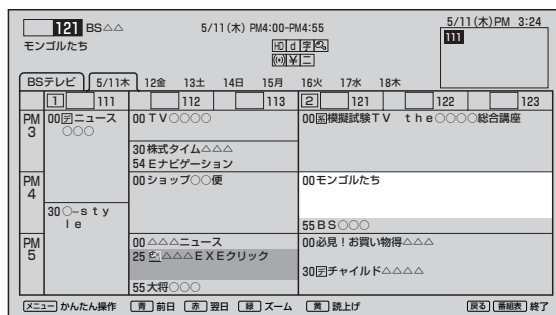 121 BS△△ 5/11(木) PM4:00-PM4:55 5/11(木)PM 3:24
モンゴルたち HD d 字 111
¥ 二
BSテレビ 5/11木 12金 13土 14日 15月 16火 17水 18木
1 111 112 113 2 121 122 123
PM 3 00字ニュース○○○ 00TV○○○○ 00模擬試験TV the○○○○総合講座
30株式タイム△△△
54Eナビゲーション
PM 4 00ショップ○○便 00モンゴルたち
30○-sty
le
55BS○○○
PM 5 00△△△ニュース 00必見！お買い物得△△△
25△△△EXEクリック
30字チャイルド△△△△
55大将○○○
メニュー かんたん操作 青 前日 赤 翌日 緑 ズーム 黄 読上げ 戻る 番組表 終了